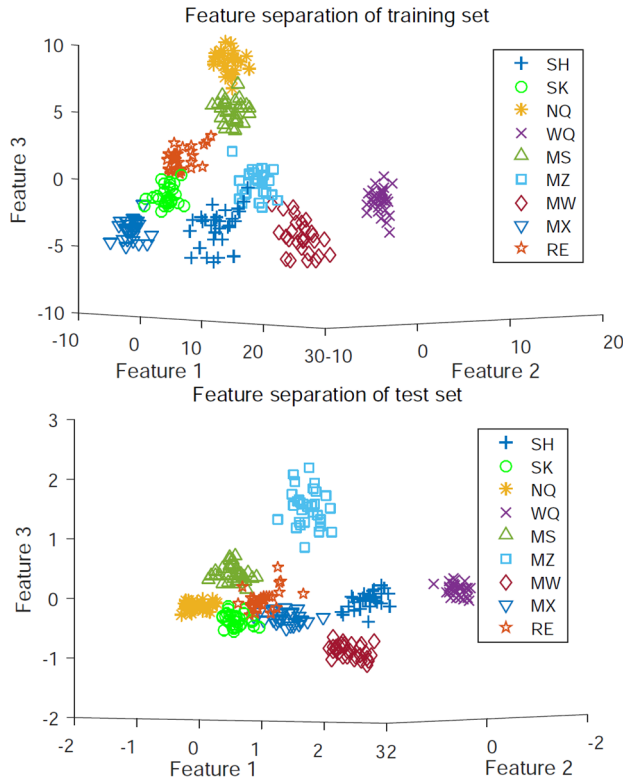 Feature separation of training set
10
5
0
-5
-10
Feature 3
SH
SK
NQ
WQ
MS
MZ
MW
MX
RE
-10 0 10 20 30-10 0 10 20
Feature 1 Feature 2
Feature separation of test set
3
2
1
0
-1
-2
Feature 3
SH
SK
NQ
WQ
MS
MZ
MW
MX
RE
-2 -1 0 1 2 32 0 -2
Feature 1 Feature 2